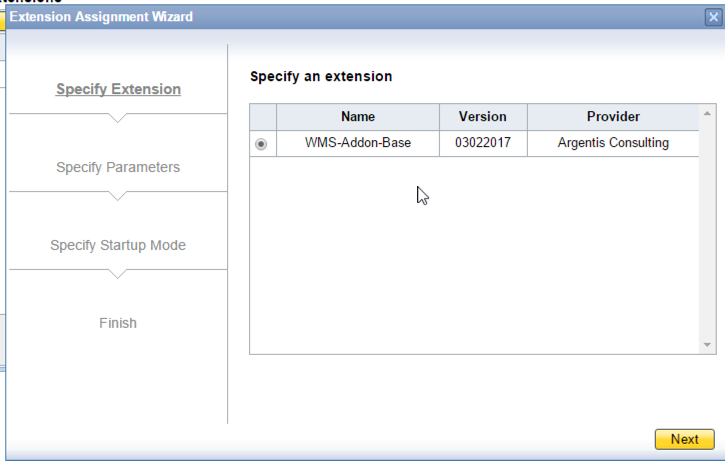 Extension Assignment Wizard
Specify Extension
Specify Parameters
Specify Startup Mode
Finish
Specify an extension
Name Version Provider
WMS-Addon-Base 03022017 Argentis Consulting
Next